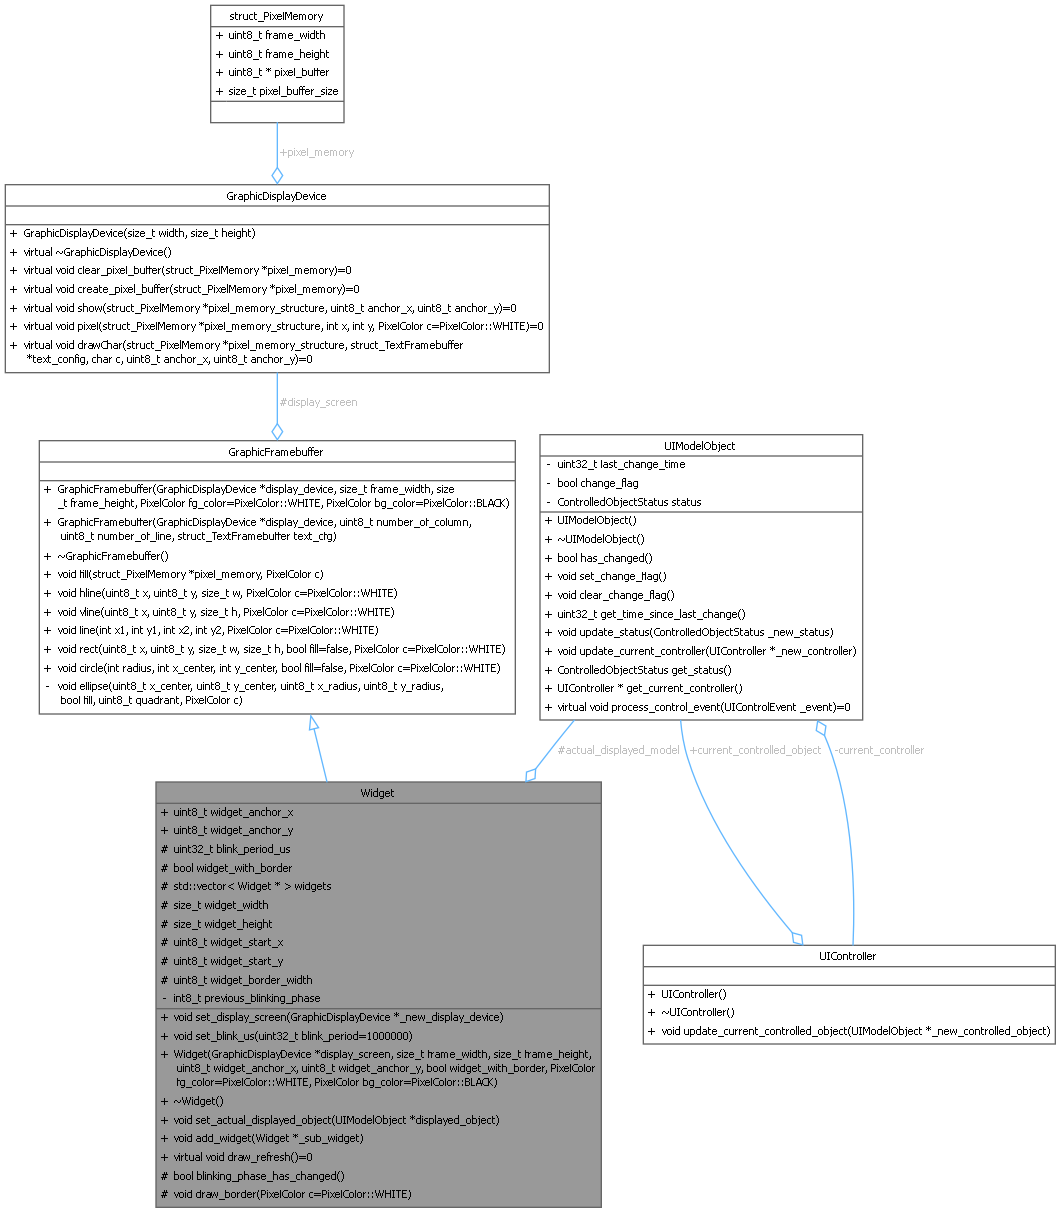 struct_PixelMemory
+ uint8_t frame_width
+ uint8_t frame_height
+ uint8_t * pixel_buffer
+ size_t pixel_buffer_size
+pixel_memory
GraphicDisplayDevice
+ GraphicDisplayDevice(size_t width, size_t height)
+ virtual ~GraphicDisplayDevice()
+ virtual void clear_pixel_buffer(struct_PixelMemory *pixel_memory)=0
+ virtual void create_pixel_buffer(struct_PixelMemory *pixel_memory)=0
+ virtual void show(struct_PixelMemory *pixel_memory_structure, uint8_t anchor_x, uint8_t anchor_y)=0
+ virtual void pixel(struct_PixelMemory *pixel_memory_structure, int x, int y, PixelColor c=PixelColor::WHITE)=0
+ virtual void drawChar(struct_PixelMemory *pixel_memory_structure, struct_TextFramebuffer
*text_config, char c, uint8_t anchor_x, uint8_t anchor_y)=0
#display_screen
GraphicFramebuffer
+ GraphicFramebuffer(GraphicDisplayDevice *display_device, size_t frame_width, size
_t frame_height, PixelColor fg_color=PixelColor::WHITE, PixelColor bg_color=PixelColor::BLACK)
+ GraphicFramebuffer(GraphicDisplayDevice *display_device, uint8_t number_of_column,
uint8_t number_of_line, struct_TextFramebuffer text_cfg)
+ ~GraphicFramebuffer()
+ void fill(struct_PixelMemory *pixel_memory, PixelColor c)
+ void hline(uint8_t x, uint8_t y, size_t w, PixelColor c=PixelColor::WHITE)
+ void vline(uint8_t x, uint8_t y, size_t h, PixelColor c=PixelColor::WHITE)
+ void line(int x1, int y1, int x2, int y2, PixelColor c=PixelColor::WHITE)
+ void rect(uint8_t x, uint8_t y, size_t w, size_t h, bool fill=false, PixelColor c=PixelColor::WHITE)
+ void circle(int radius, int x_center, int y_center, bool fill=false, PixelColor c=PixelColor::WHITE)
- void ellipse(uint8_t x_center, uint8_t y_center, uint8_t x_radius, uint8_t y_radius,
bool fill, uint8_t quadrant, PixelColor c)
UIModelObject
- uint32_t last_change_time
- bool change_flag
- ControlledObjectStatus status
+ UIModelObject()
+ ~UIModelObject()
+ bool has_changed()
+ void set_change_flag()
+ void clear_change_flag()
+ uint32_t get_time_since_last_change()
+ void update_status(ControlledObjectStatus _new_status)
+ void update_current_controller(UIController *_new_controller)
+ ControlledObjectStatus get_status()
+ UIController * get_current_controller()
+ virtual void process_control_event(UIControlEvent _event)=0
#actual_displayed_model
+current_controlled_object
-current_controller
Widget
+ uint8_t widget_anchor_x
+ uint8_t widget_anchor_y
# uint32_t blink_period_us
# bool widget_with_border
# std::vector< Widget * > widgets
# size_t widget_width
# size_t widget_height
# uint8_t widget_start_x
# uint8_t widget_start_y
# uint8_t widget_border_width
- int8_t previous_blinking_phase
+ void set_display_screen(GraphicDisplayDevice *_new_display_device)
+ void set_blink_us(uint32_t blink_period=1000000)
+ Widget(GraphicDisplayDevice *display_screen, size_t frame_width, size_t frame_height,
uint8_t widget_anchor_x, uint8_t widget_anchor_y, bool widget_with_border, PixelColor
fg_color=PixelColor::WHITE, PixelColor bg_color=PixelColor::BLACK)
+ ~Widget()
+ void set_actual_displayed_object(UIModelObject *displayed_object)
+ void add_widget(Widget *_sub_widget)
+ virtual void draw_refresh()=0
# bool blinking_phase_has_changed()
# void draw_border(PixelColor c=PixelColor::WHITE)
UIController
+ UIController()
+ ~UIController()
+ void update_current_controlled_object(UIModelObject *_new_controlled_object)